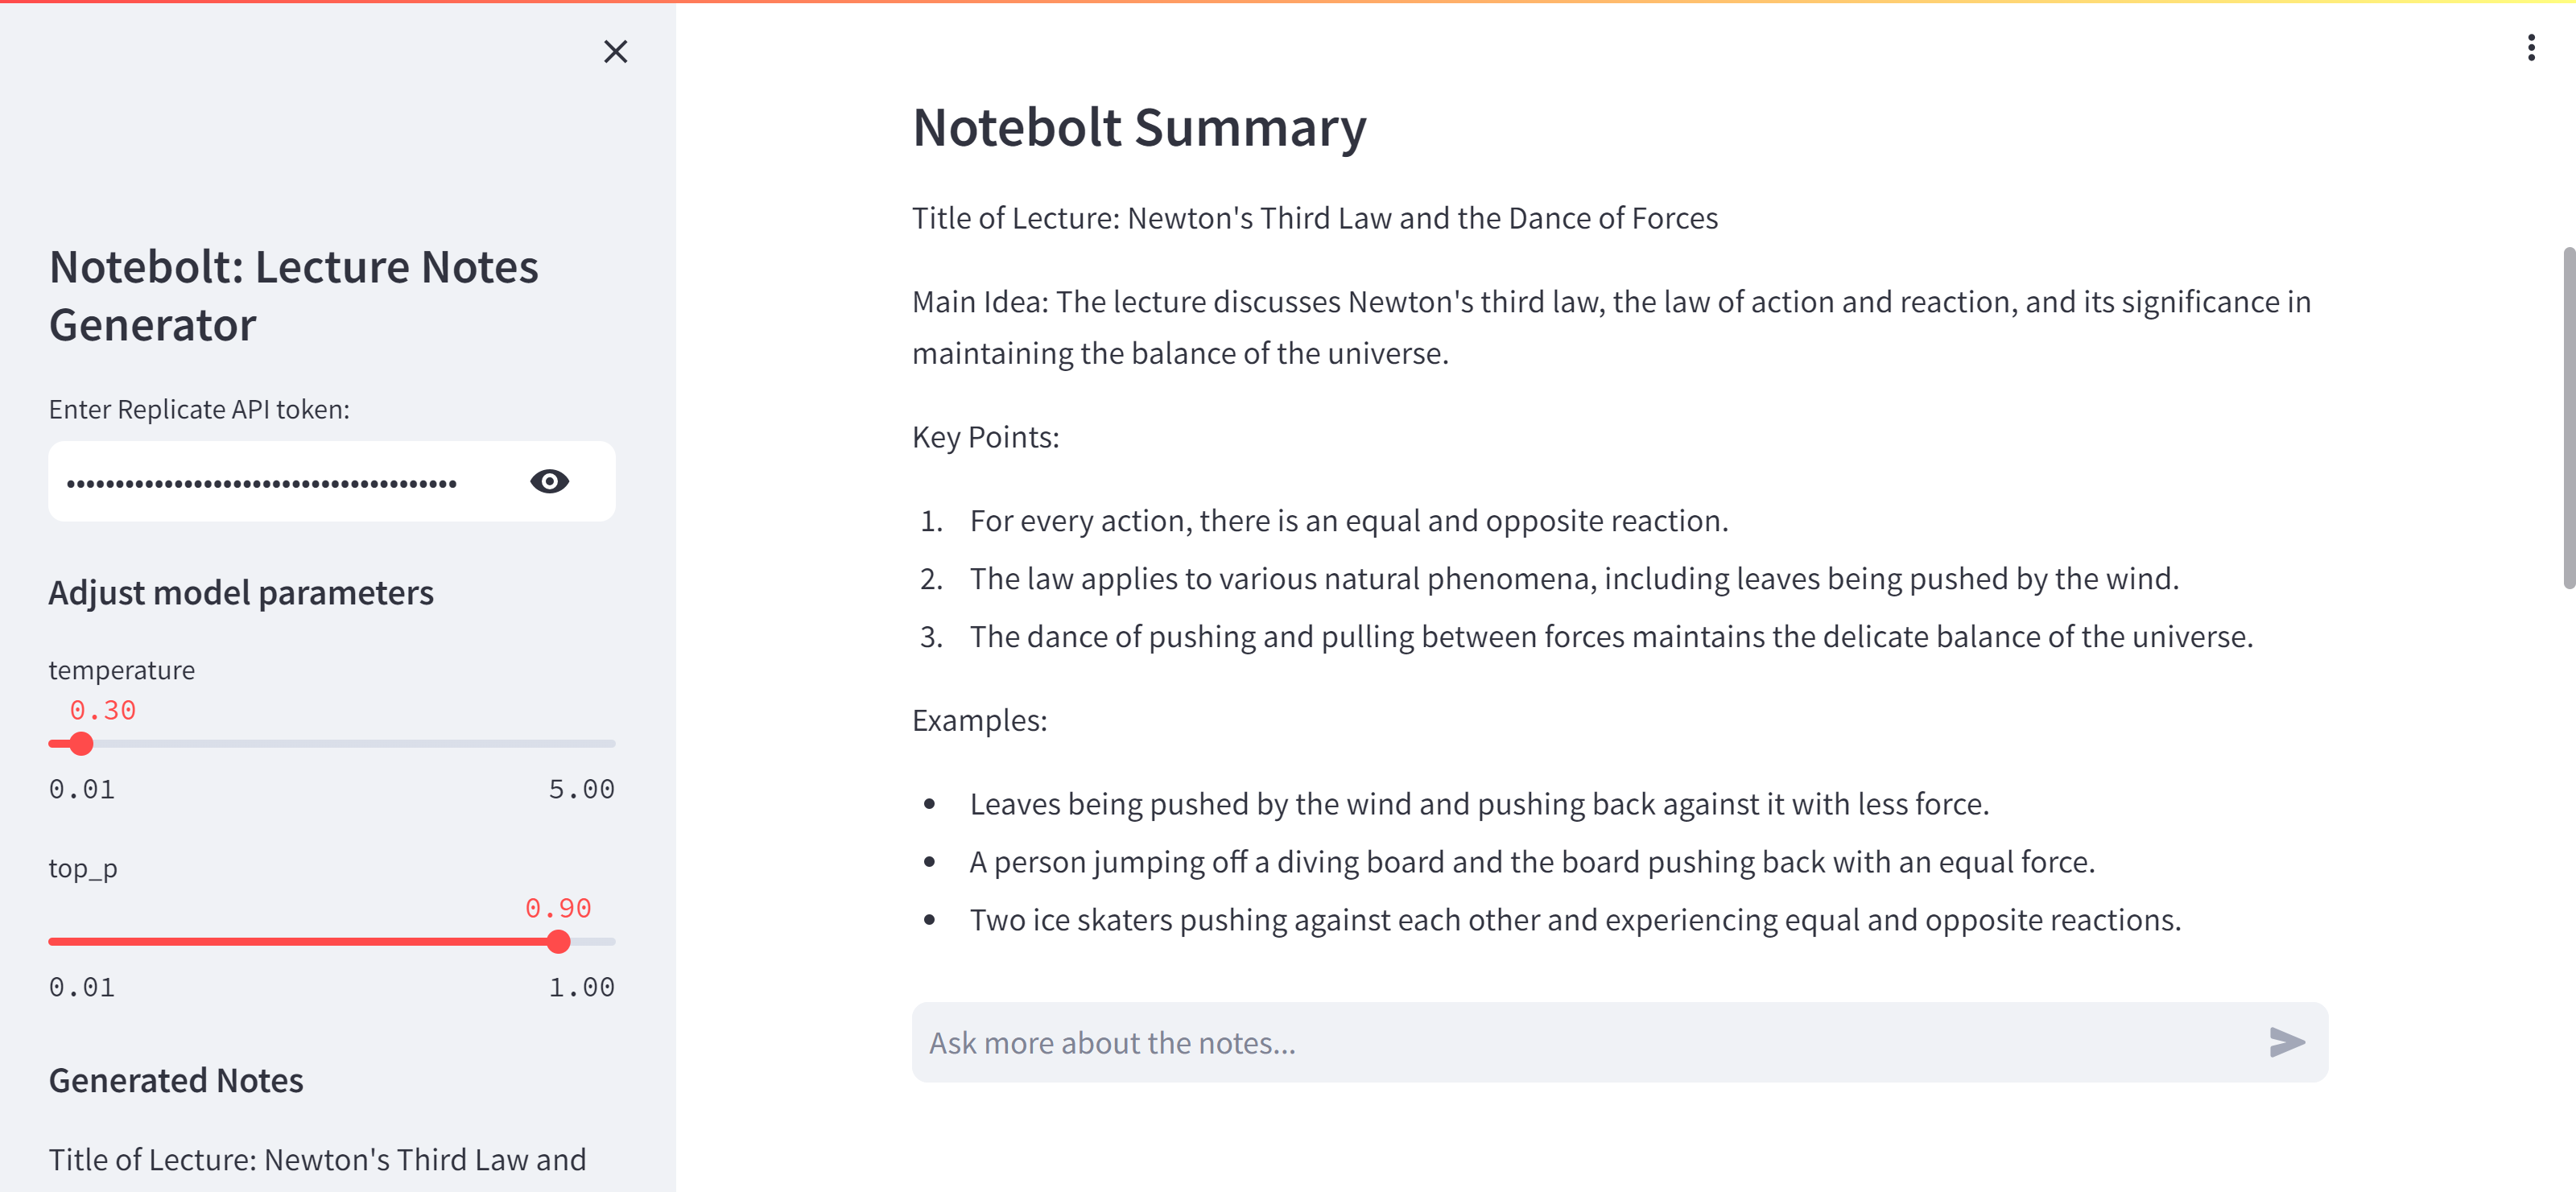 Notebolt: Lecture Notes
Generator
Enter Replicate API token:
Adjust model parameters
temperature
0.30
0.01 5.00
top_p
0.90
0.01 1.00
Generated Notes
Title of Lecture: Newton's Third Law and
Notebolt Summary
Title of Lecture: Newton's Third Law and the Dance of Forces
Main Idea: The lecture discusses Newton's third law, the law of action and reaction, and its significance in
maintaining the balance of the universe.
Key Points:
1. For every action, there is an equal and opposite reaction.
2. The law applies to various natural phenomena, including leaves being pushed by the wind.
3. The dance of pushing and pulling between forces maintains the delicate balance of the universe.
Examples:
• Leaves being pushed by the wind and pushing back against it with less force.
• A person jumping off a diving board and the board pushing back with an equal force.
• Two ice skaters pushing against each other and experiencing equal and opposite reactions.
Ask more about the notes...